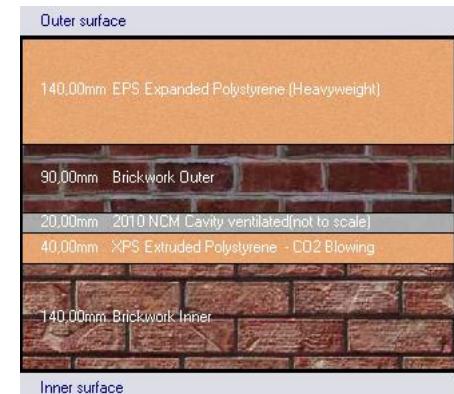 Outer surface
140,00mm EPS Expanded Polystyrene (Heavyweight)
90,00mm Brickwork Outer
20,00mm 2010 NCM Cavity ventilated(not to scale)
40,00mm XPS Extruded Polystyrene - CO2 Blowing
140,00mm Brickwork Inner
Inner surface